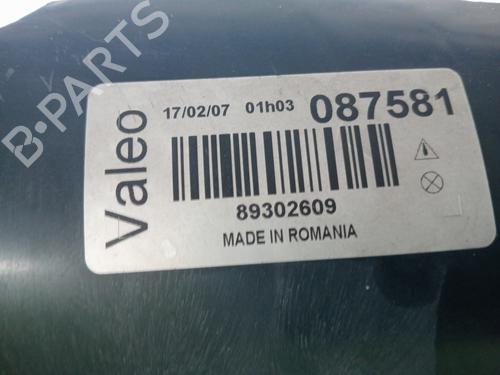 Valeo
17/02/07 01h03 087581
89302609
MADE IN ROMANIA
B-PARTS